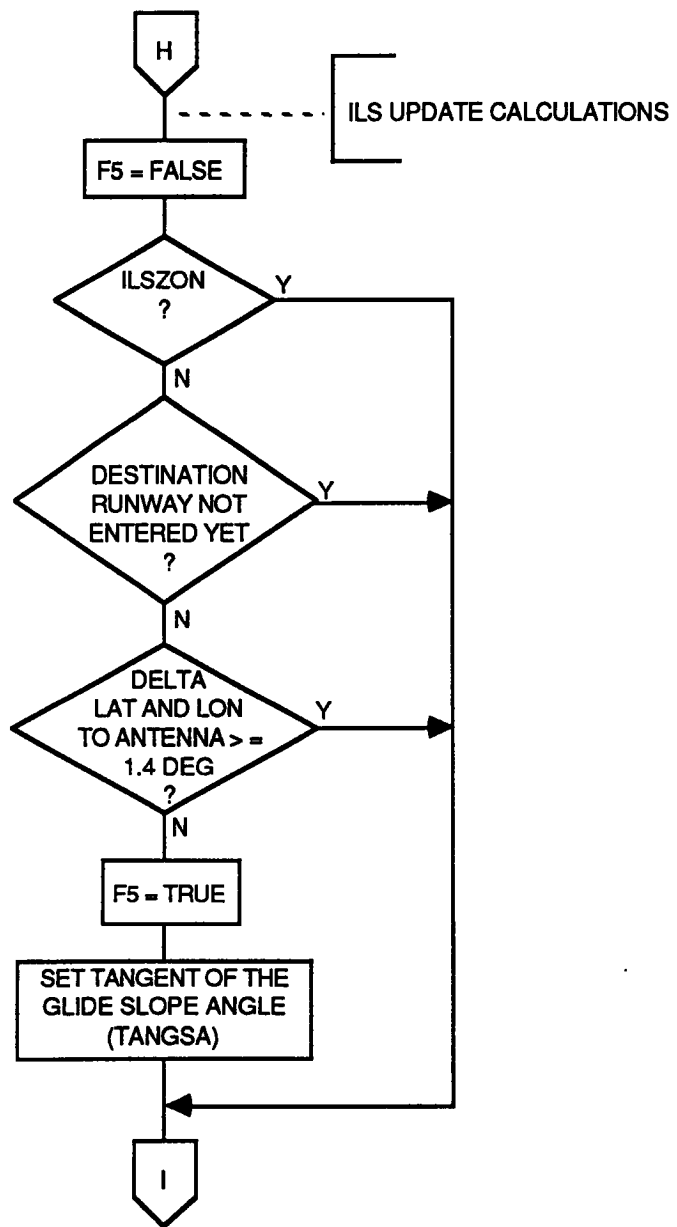 H
ILS UPDATE CALCULATIONS
F5 = FALSE
ILSZON
?
Y
N
DESTINATION
RUNWAY NOT
ENTERED YET
?
Y
N
DELTA
LAT AND LON
TO ANTENNA > =
1.4 DEG
?
Y
N
F5 = TRUE
SET TANGENT OF THE
GLIDE SLOPE ANGLE
(TANGSA)
I